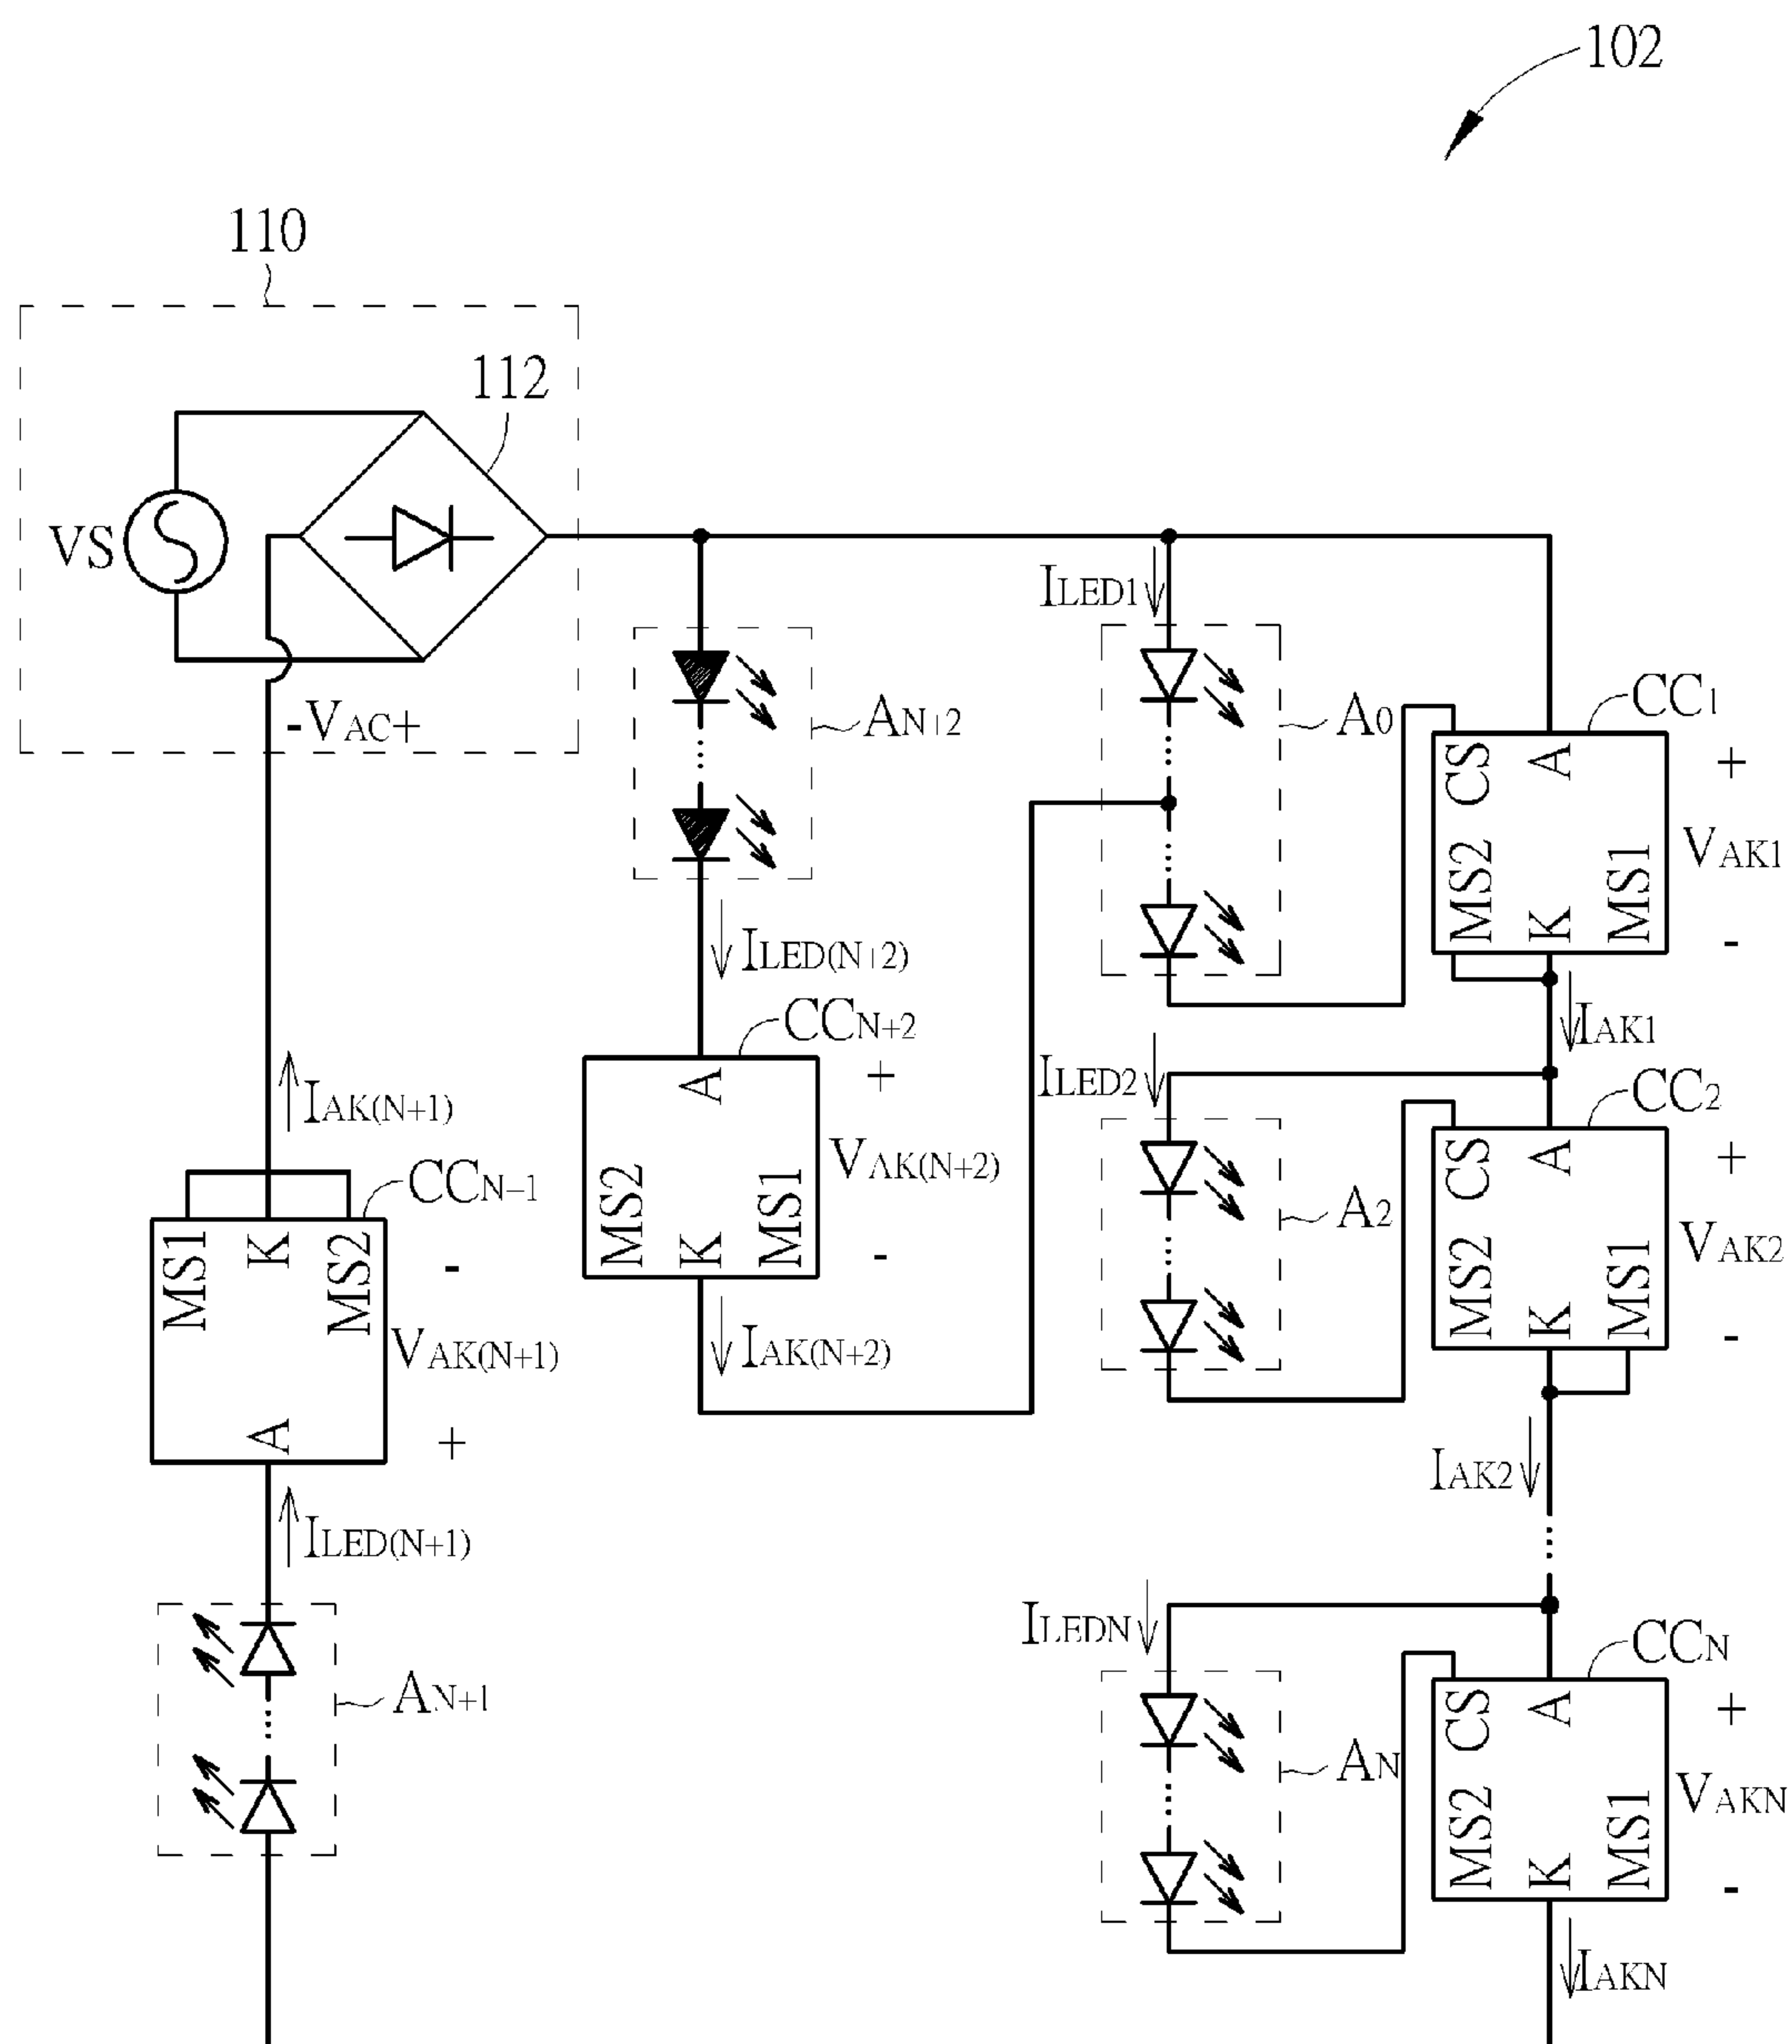 102
110
112
VS
-VAC+
ILED1
AN+2
A0
CC1
CS
A
+
VAK1
MS2
K
MS1
-
ILED(N+2)
CCN+2
IAK1
A
+
ILED2
CC2
IAK(N+1)
VAK(N+2)
MS2
K
MS1
-
CS
A
+
A2
VAK2
CCN-1
MS1
K
MS2
-
MS2
K
MS1
-
VAK(N+1)
IAK(N+2)
A
+
IAK2
ILED(N+1)
ILEDN
CCN
AN+1
CS
A
+
AN
VAKN
MS2
K
MS1
-
IAKN